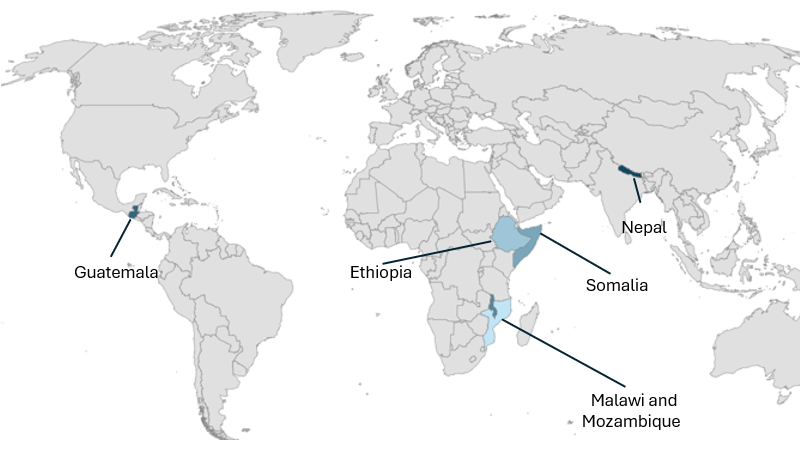 Nepal
Guatemala
Ethiopia
Somalia
Malawi and
Mozambique